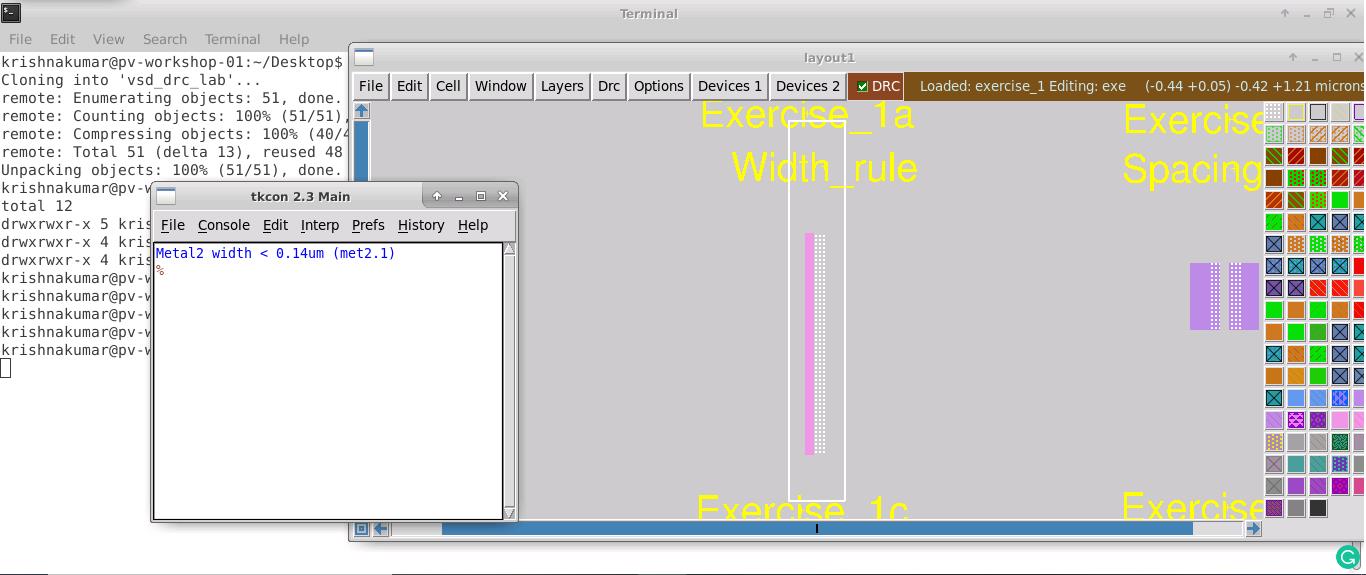 Terminal
File Edit View Search Terminal Help
krishnakumar@pv-workshop-01:~/Desktop$
Cloning into 'vsd_drc_lab'...
remote: Enumerating objects: 51, done.
remote: Counting objects: 100% (51/51),
remote: Compressing objects: 100% (40/4
remote: Total 51 (delta 13), reused 48
Unpacking objects: 100% (51/51), done.
krishnakumar@pv-w
total 12
drwxrwxr-x 5 kris
drwxrwxr-x 4 kris
drwxrwxr-x 4 kris
krishnakumar@pv-w
krishnakumar@pv-w
krishnakumar@pv-w
krishnakumar@pv-w
krishnakumar@pv-w
tkcon 2.3 Main
File Console Edit Interp Prefs History Help
Metal2 width < 0.14um (met2.1)
%
layout1
File Edit Cell Window Layers Drc Options Devices 1 Devices 2 DRC Loaded: exercise_1 Editing: exe (-0.44 +0.05) -0.42 +1.21 microns
Exercise_1a
Width_rule
Exercise
Spacing
Exercise_1c
Exercise